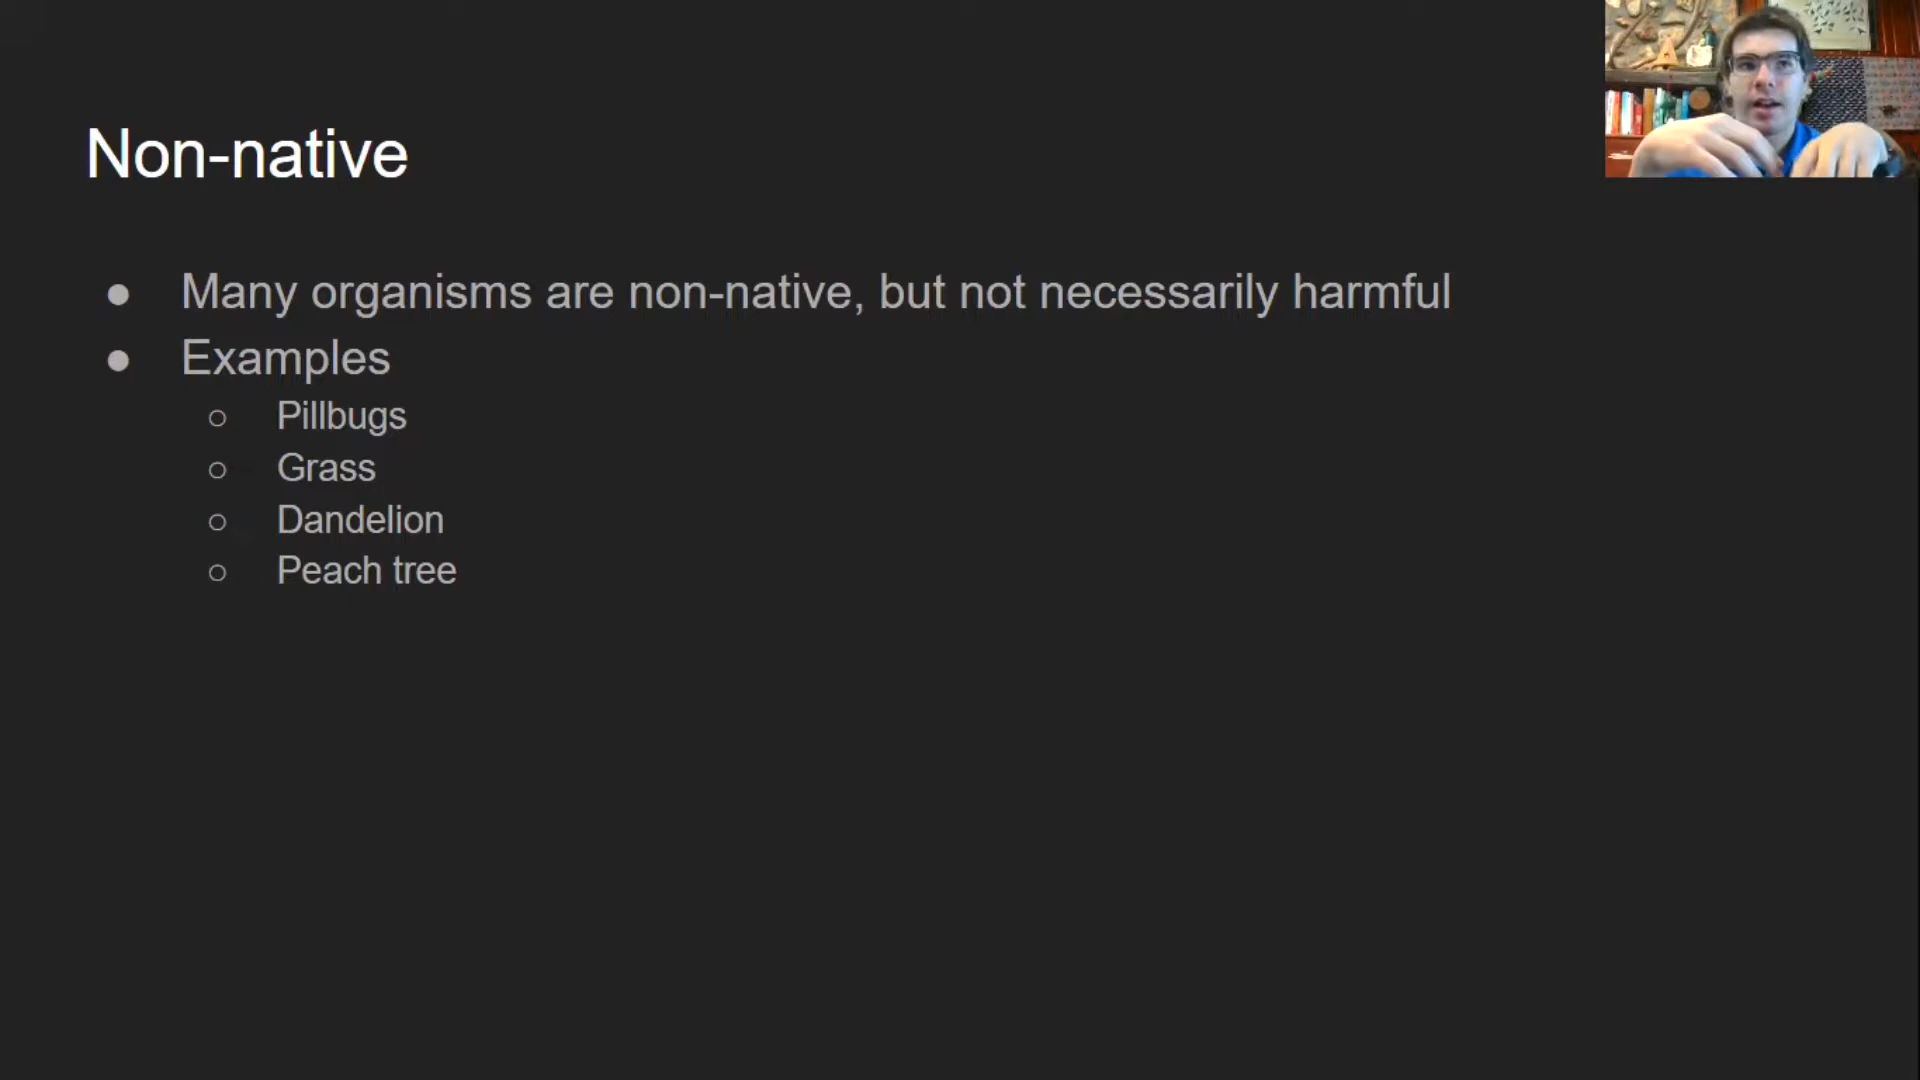 Non-native
● Many organisms are non-native, but not necessarily harmful
● Examples
○ Pillbugs
○ Grass
○ Dandelion
○ Peach tree